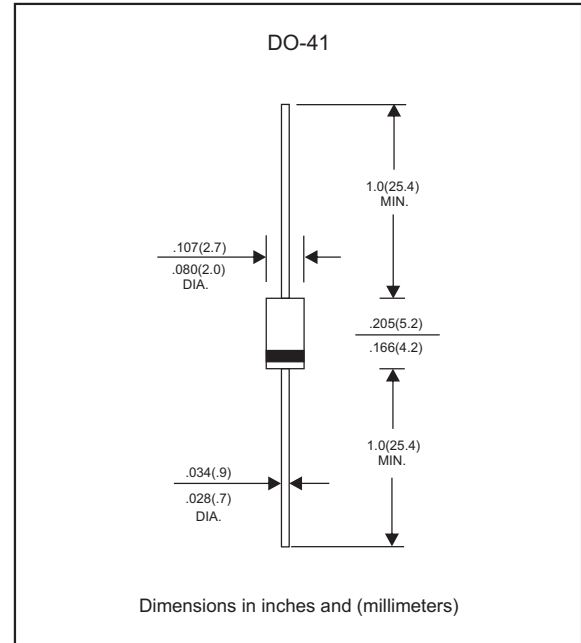 DO-41
1.0(25.4)
MIN.
.107(2.7)
.080(2.0)
DIA.
.205(5.2)
.166(4.2)
1.0(25.4)
MIN.
.034(.9)
.028(.7)
DIA.
Dimensions in inches and (millimeters)